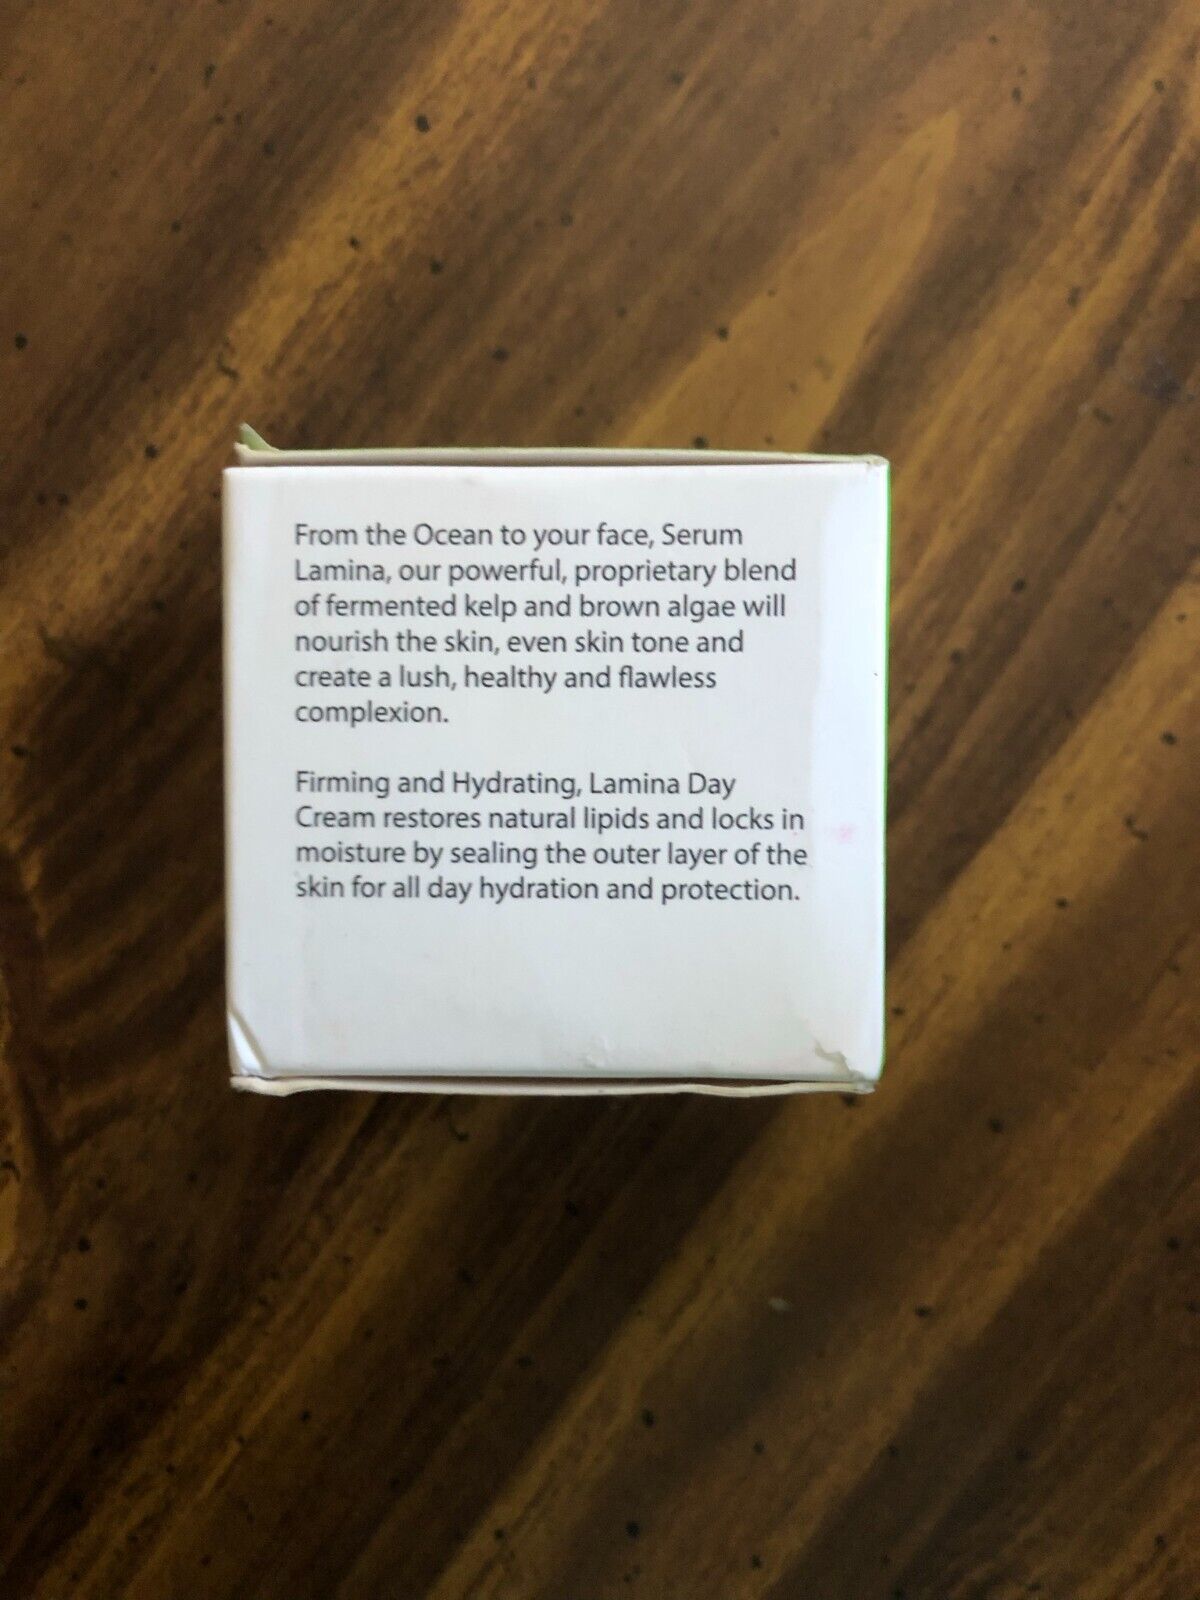 From the Ocean to your face, Serum
Lamina, our powerful, proprietary blend
of fermented kelp and brown algae will
nourish the skin, even skin tone and
create a lush, healthy and flawless
complexion.
Firming and Hydrating, Lamina Day
Cream restores natural lipids and locks in
moisture by sealing the outer layer of the
skin for all day hydration and protection.